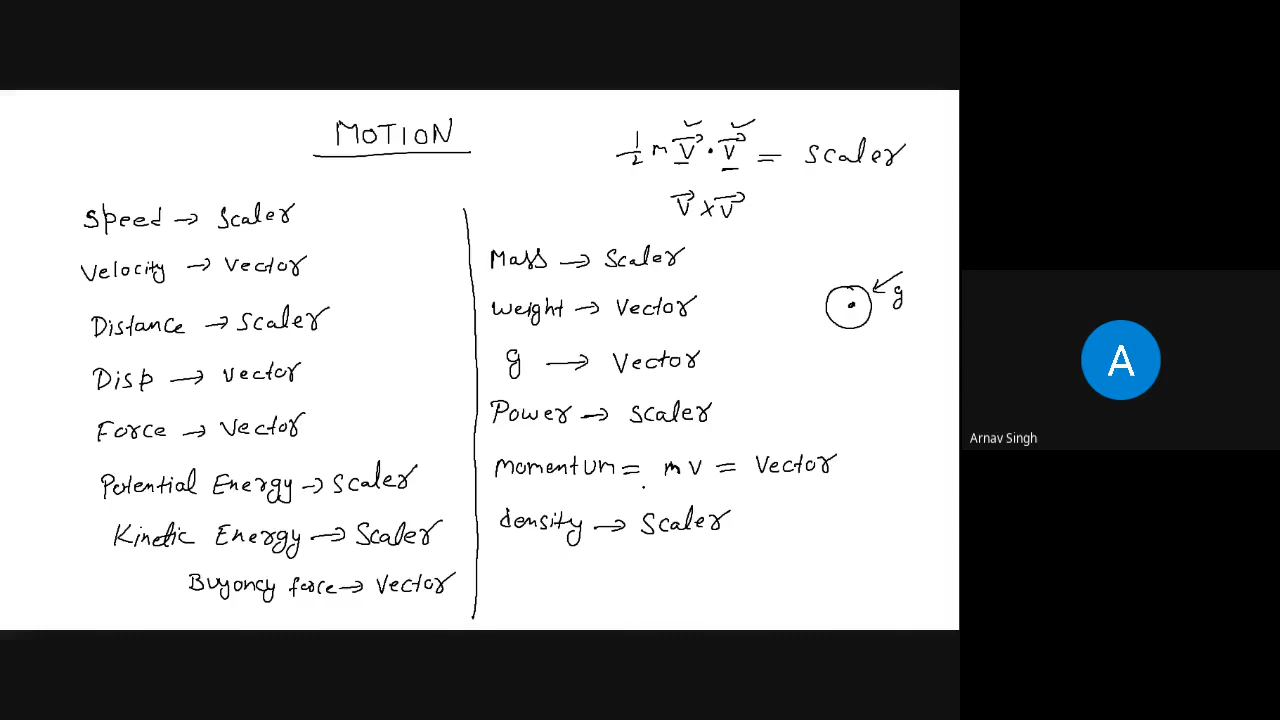 MOTION
1/2 m V⃗ · V⃗ = Scaler
V⃗ × V⃗
Speed → Scaler
Velocity → Vector
Distance → Scaler
Disp → Vector
Force → Vector
Potential Energy → Scaler
Kinetic Energy → Scaler
Buyoncy force → Vector
Mass → Scaler
Weight → Vector
g → Vector
Power → Scaler
Momentum = mv = Vector
density → Scaler
g
A
Arnav Singh